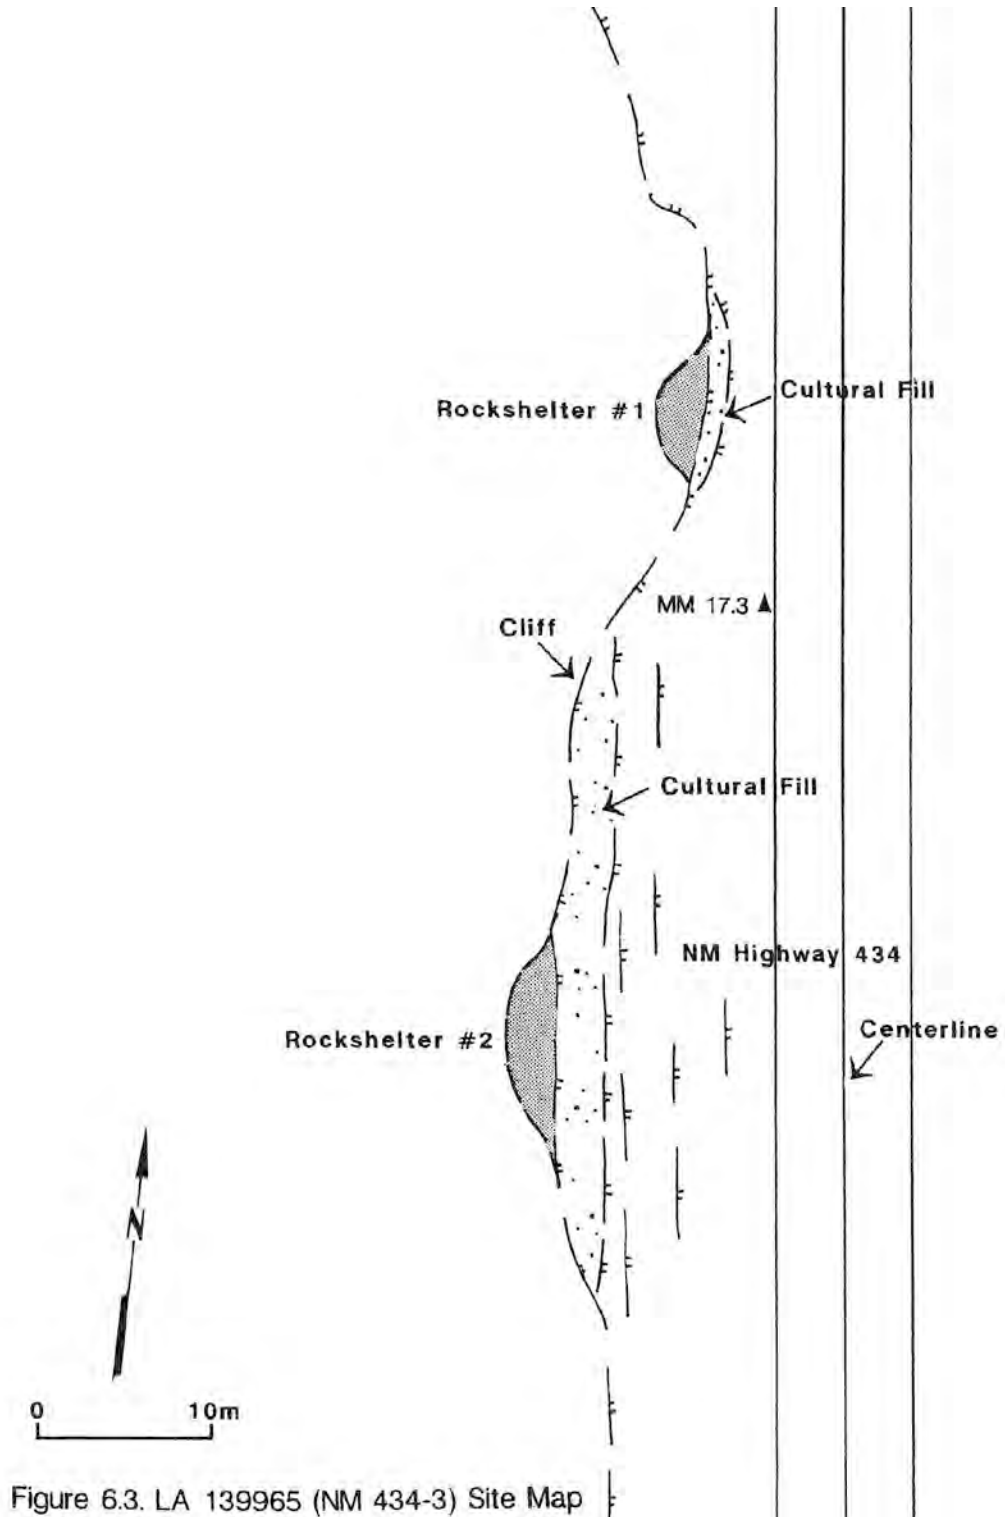 Cultural Fill
Rockshelter #1
MM 17.3
Cliff
Cultural Fill
NM Highway 434
Centerline
Rockshelter #2
N
0 10m
Figure 6.3. LA 139965 (NM 434-3) Site Map